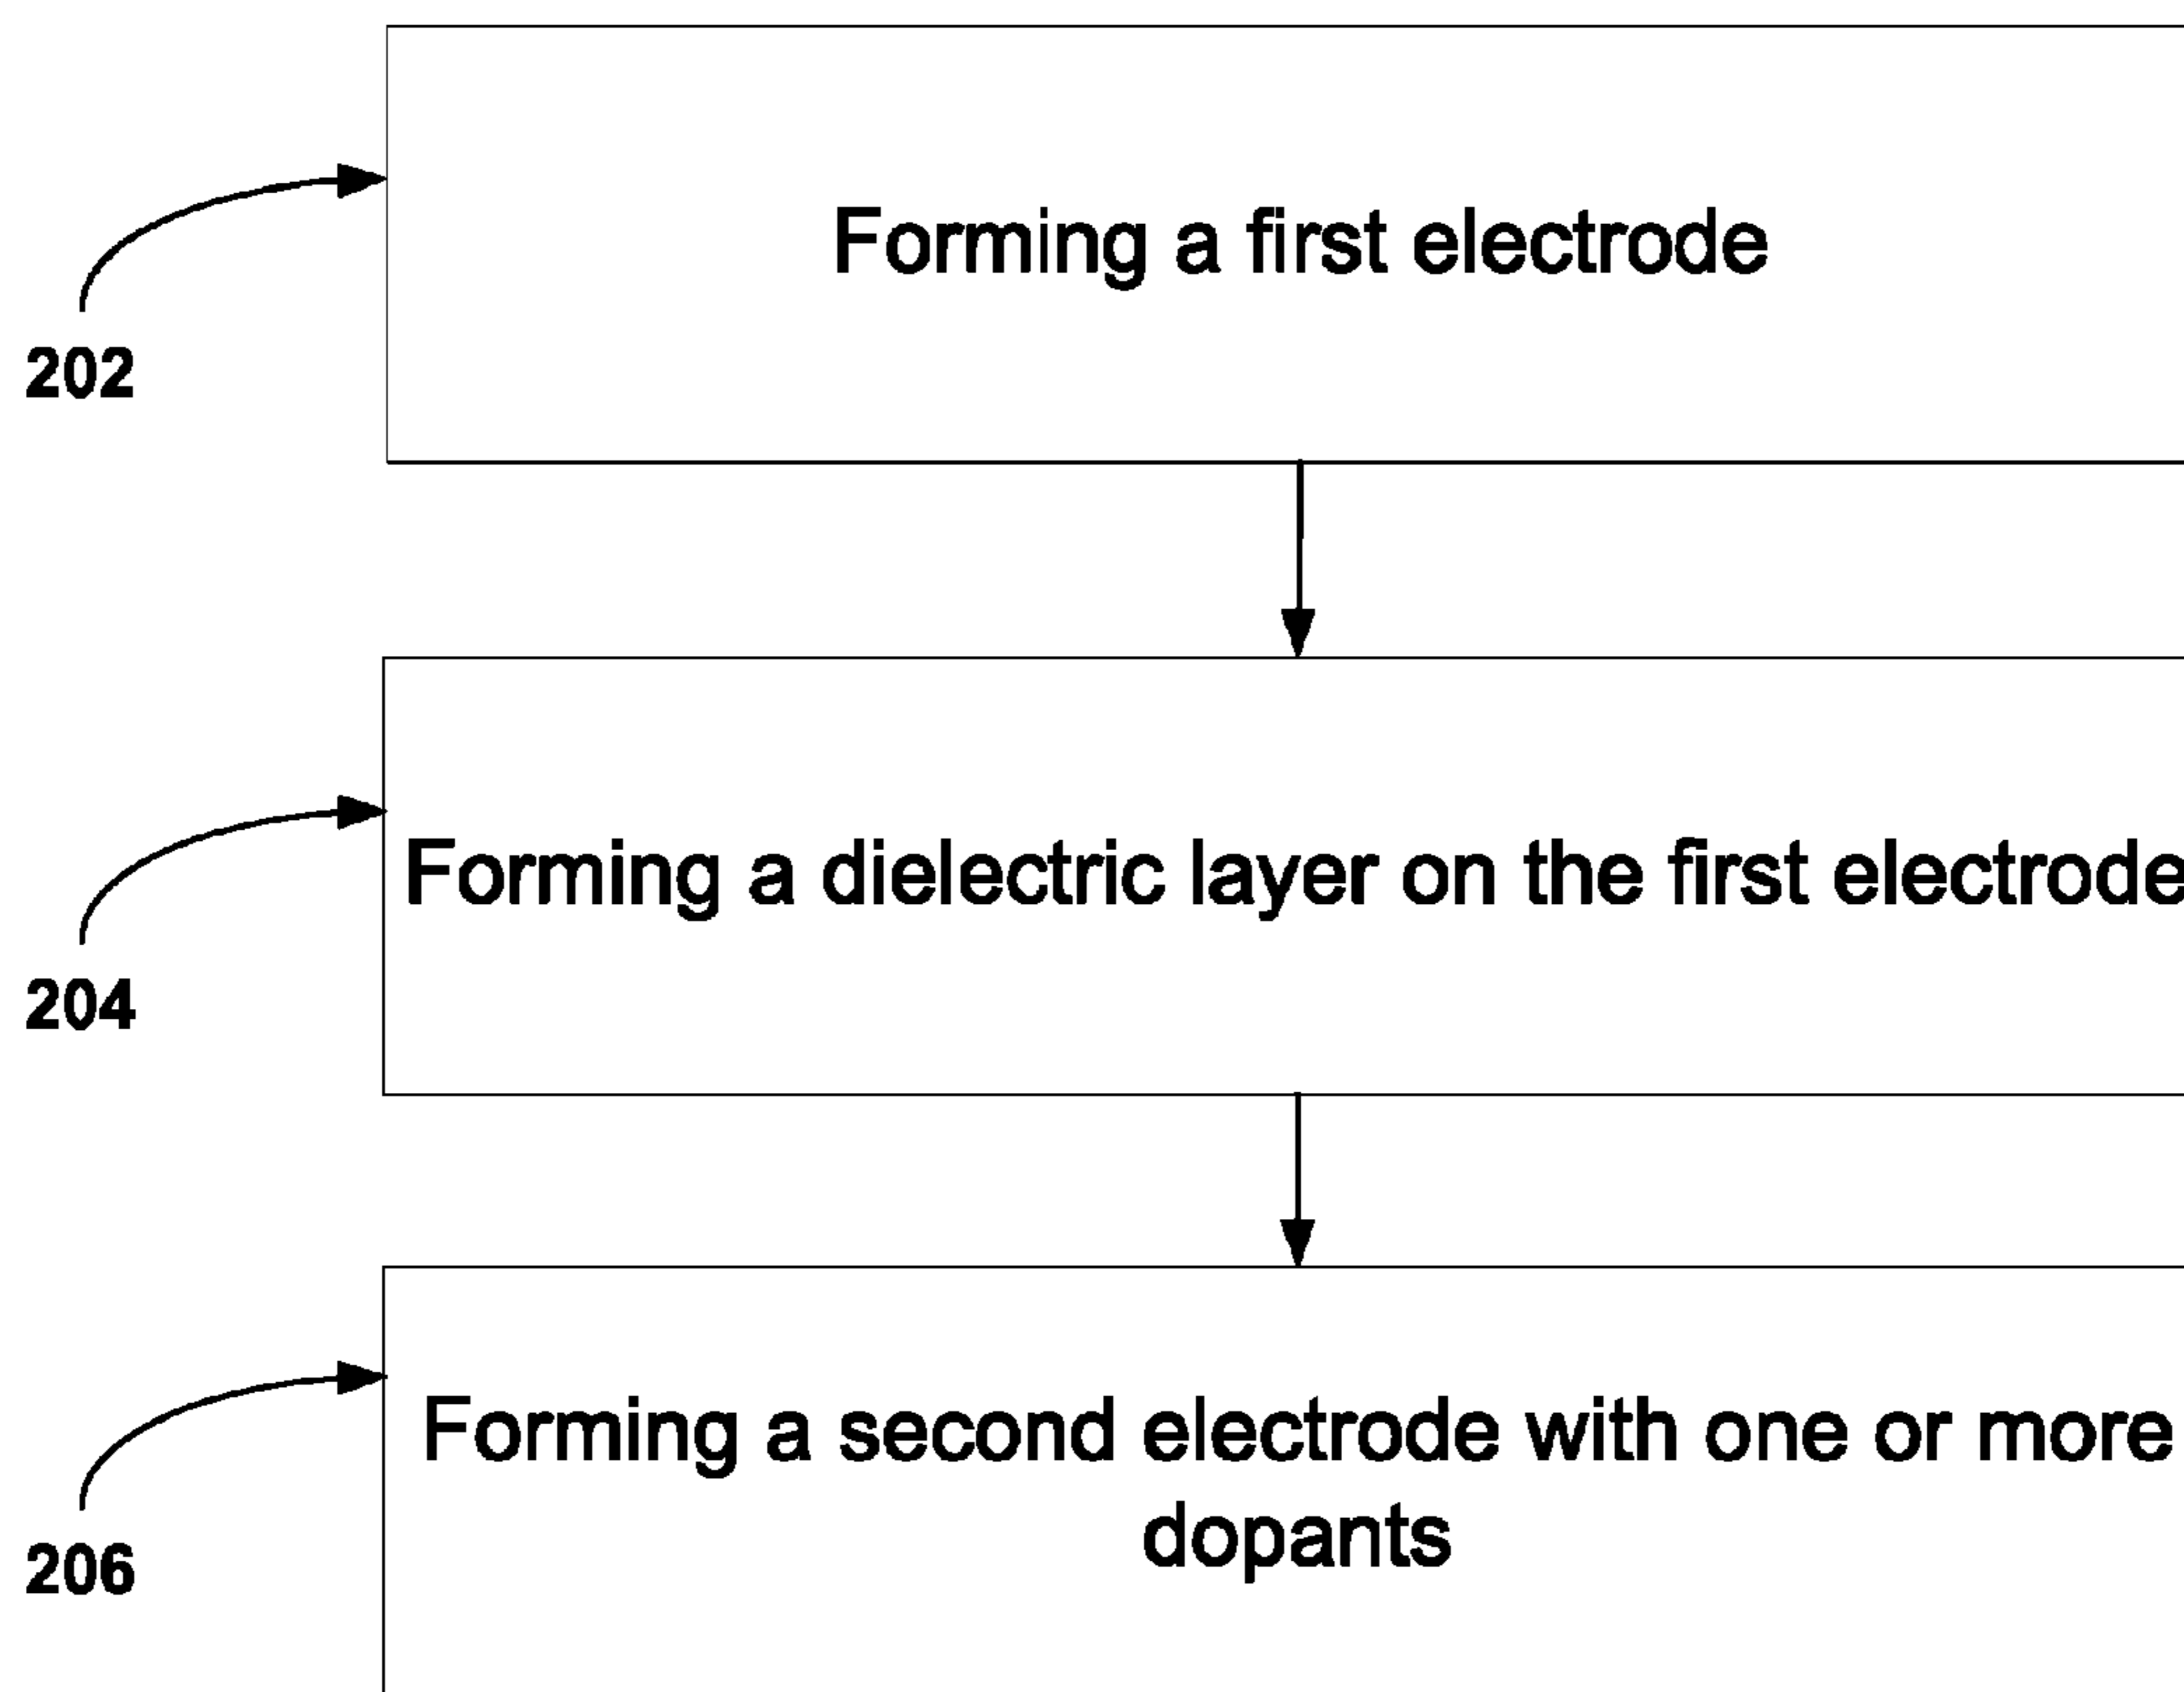 Forming a first electrode
202
Forming a dielectric layer on the first electrode
204
Forming a second electrode with one or more
dopants
206